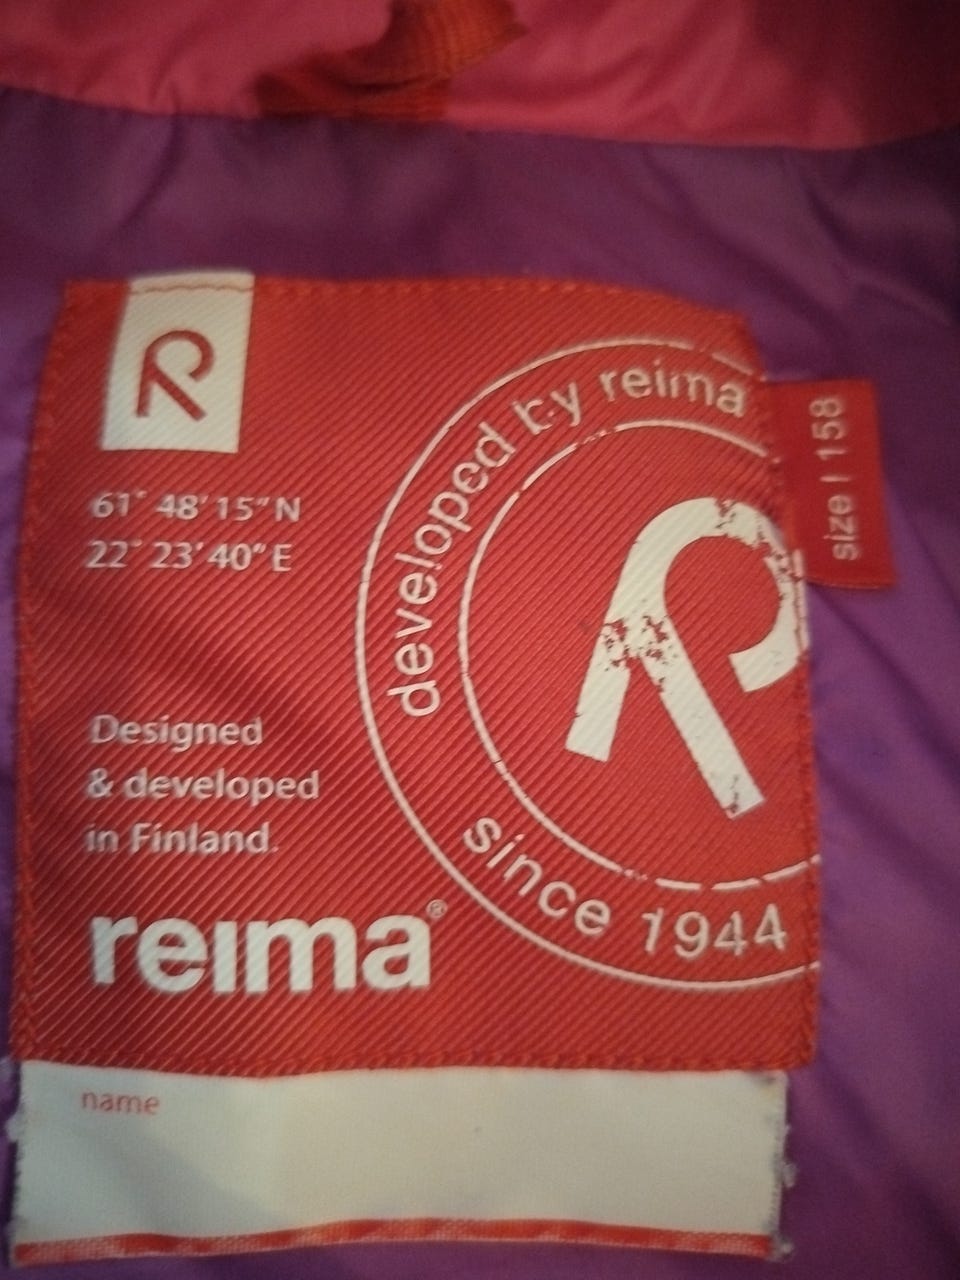 developed by reima
size | 158
61° 48' 15" N
22° 23' 40" E
Designed
& developed
in Finland.
since 1944
reima®
name